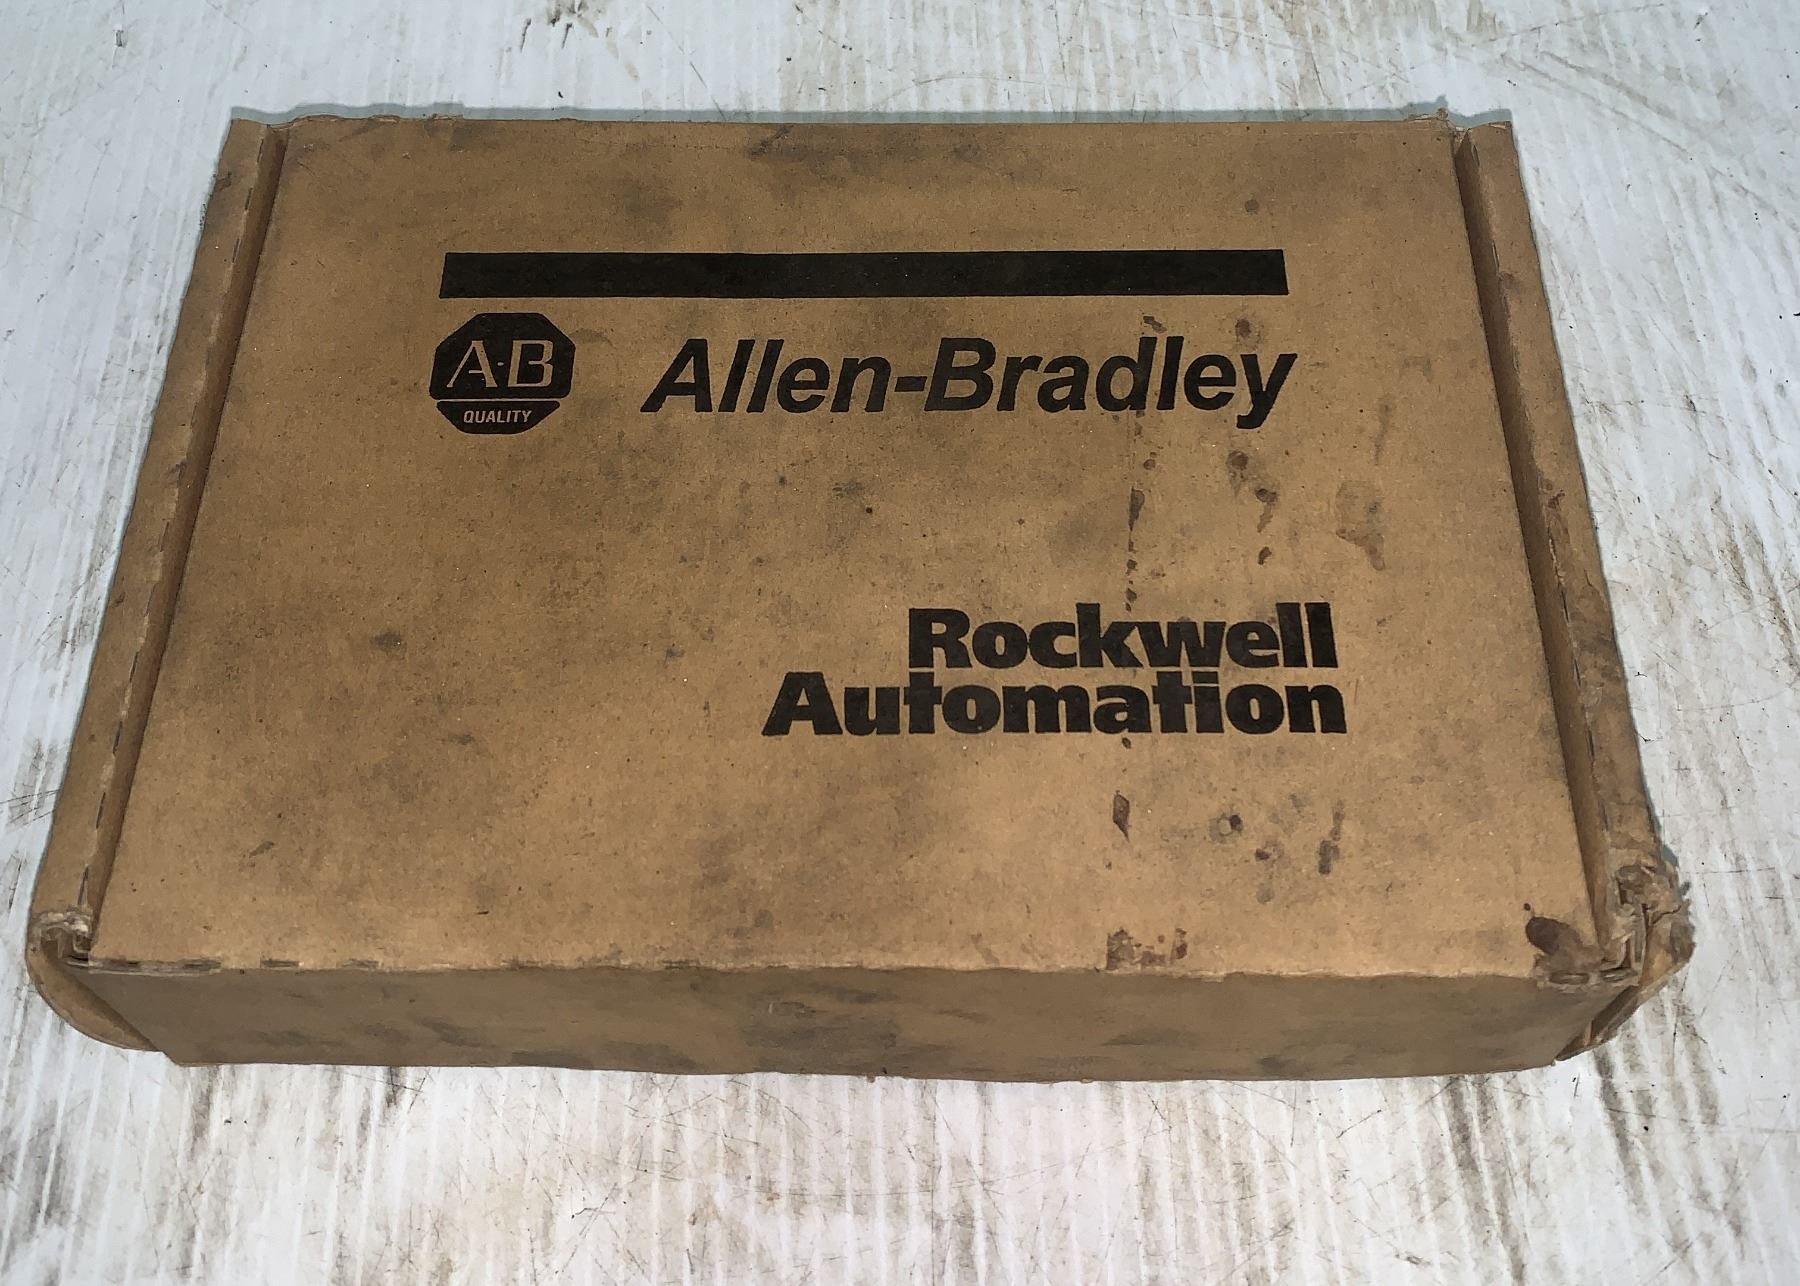 A·B
QUALITY
Allen-Bradley
Rockwell
Automation